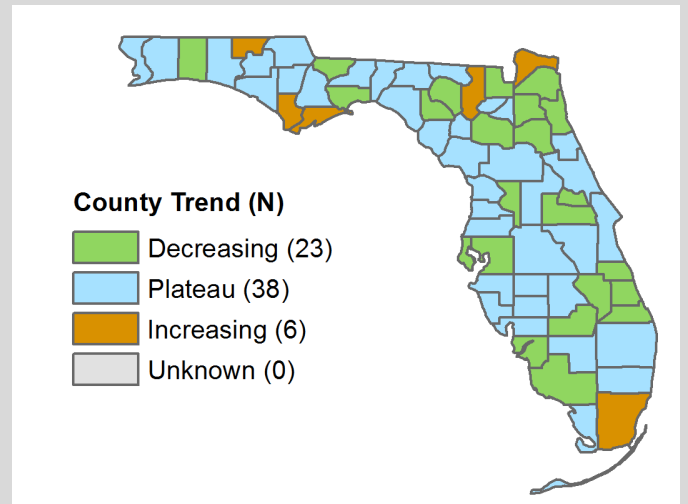 County Trend (N)
Decreasing (23)
Plateau (38)
Increasing (6)
Unknown (0)